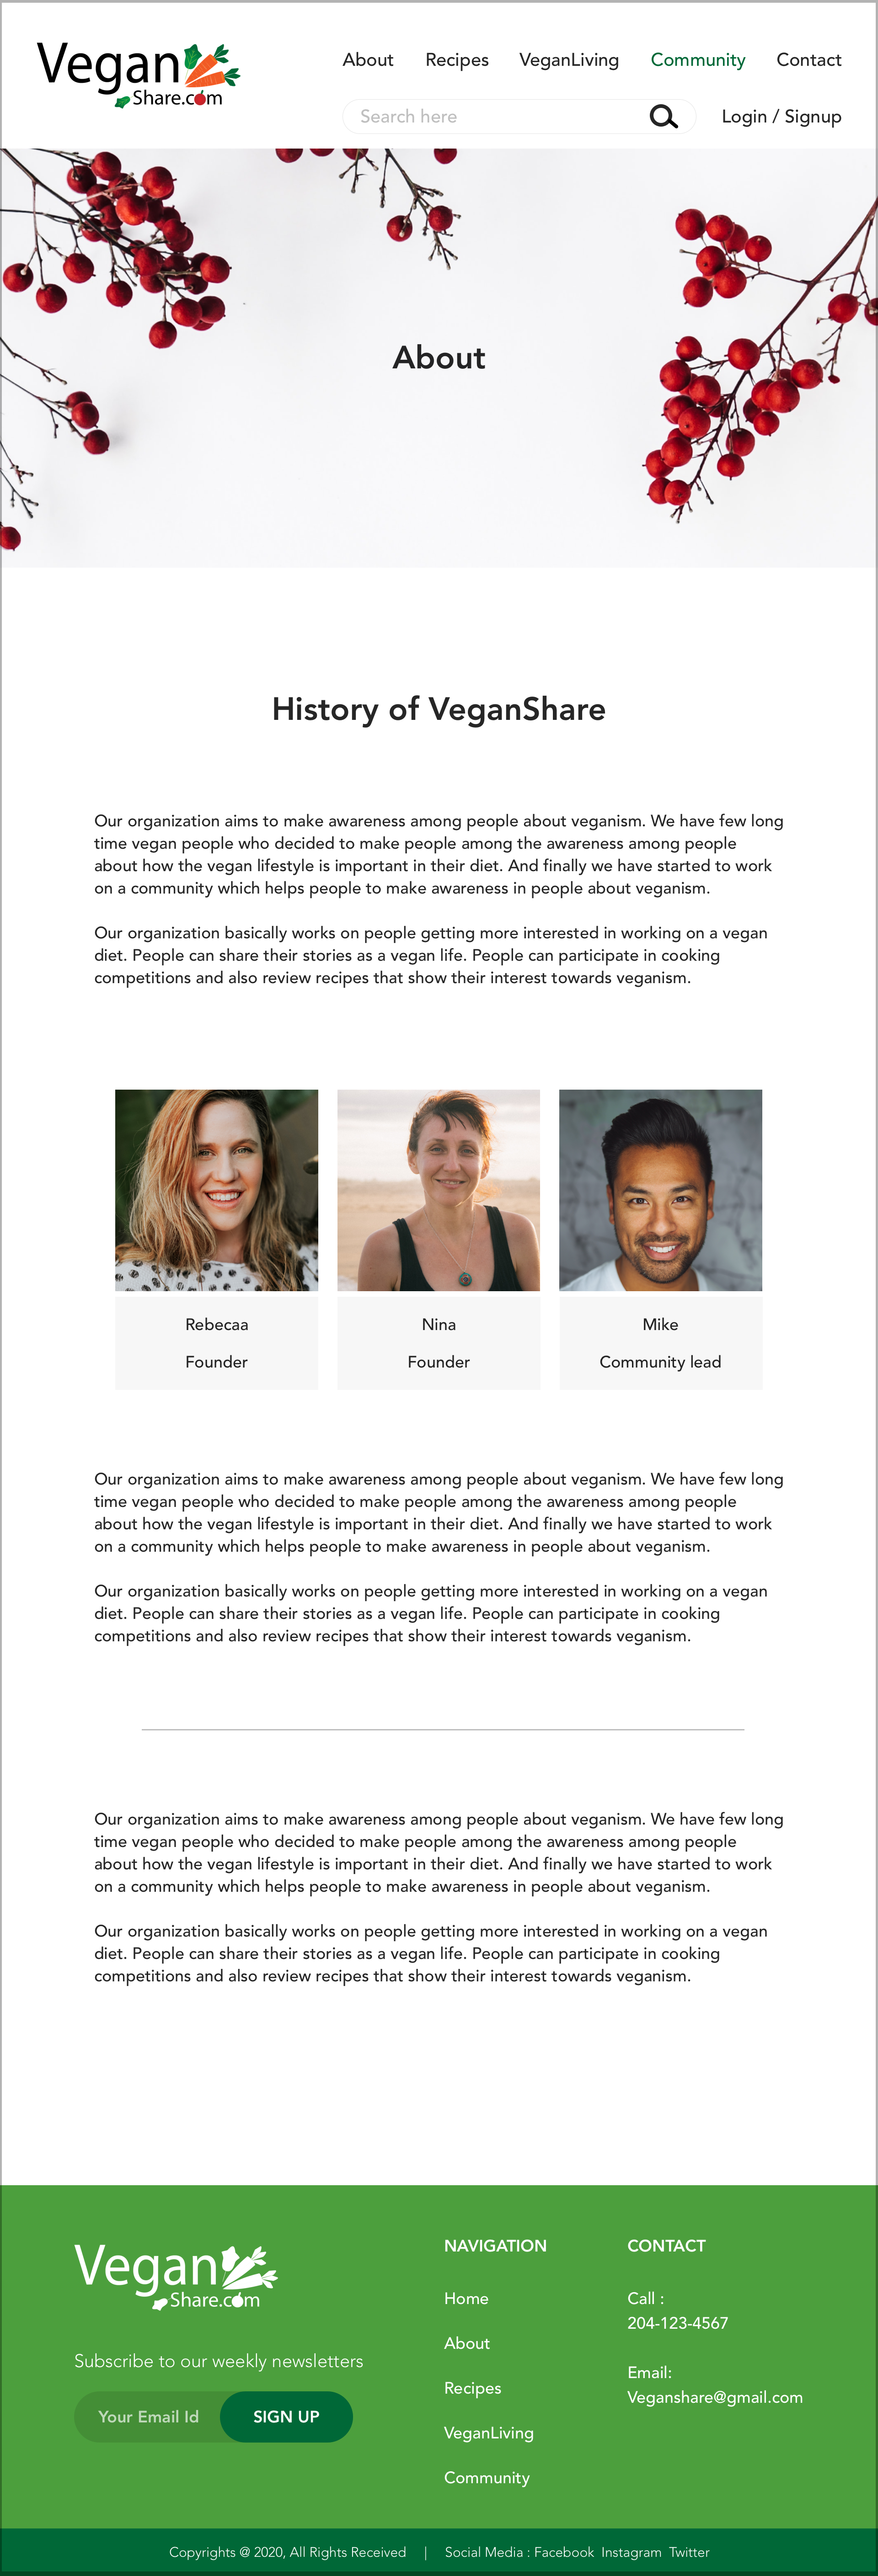 Vegan
Share.com
About Recipes VeganLiving Community Contact
Search here
Login / Signup
About
History of VeganShare
Our organization aims to make awareness among people about veganism. We have few long
time vegan people who decided to make people among the awareness among people
about how the vegan lifestyle is important in their diet. And finally we have started to work
on a community which helps people to make awareness in people about veganism.
Our organization basically works on people getting more interested in working on a vegan
diet. People can share their stories as a vegan life. People can participate in cooking
competitions and also review recipes that show their interest towards veganism.
Rebecaa
Founder
Nina
Founder
Mike
Community lead
Our organization aims to make awareness among people about veganism. We have few long
time vegan people who decided to make people among the awareness among people
about how the vegan lifestyle is important in their diet. And finally we have started to work
on a community which helps people to make awareness in people about veganism.
Our organization basically works on people getting more interested in working on a vegan
diet. People can share their stories as a vegan life. People can participate in cooking
competitions and also review recipes that show their interest towards veganism.
Our organization aims to make awareness among people about veganism. We have few long
time vegan people who decided to make people among the awareness among people
about how the vegan lifestyle is important in their diet. And finally we have started to work
on a community which helps people to make awareness in people about veganism.
Our organization basically works on people getting more interested in working on a vegan
diet. People can share their stories as a vegan life. People can participate in cooking
competitions and also review recipes that show their interest towards veganism.
Vegan
Share.com
Subscribe to our weekly newsletters
Your Email Id
SIGN UP
NAVIGATION
Home
About
Recipes
VeganLiving
Community
CONTACT
Call :
204-123-4567
Email:
Veganshare@gmail.com
Copyrights @ 2020, All Rights Received | Social Media : Facebook Instagram Twitter